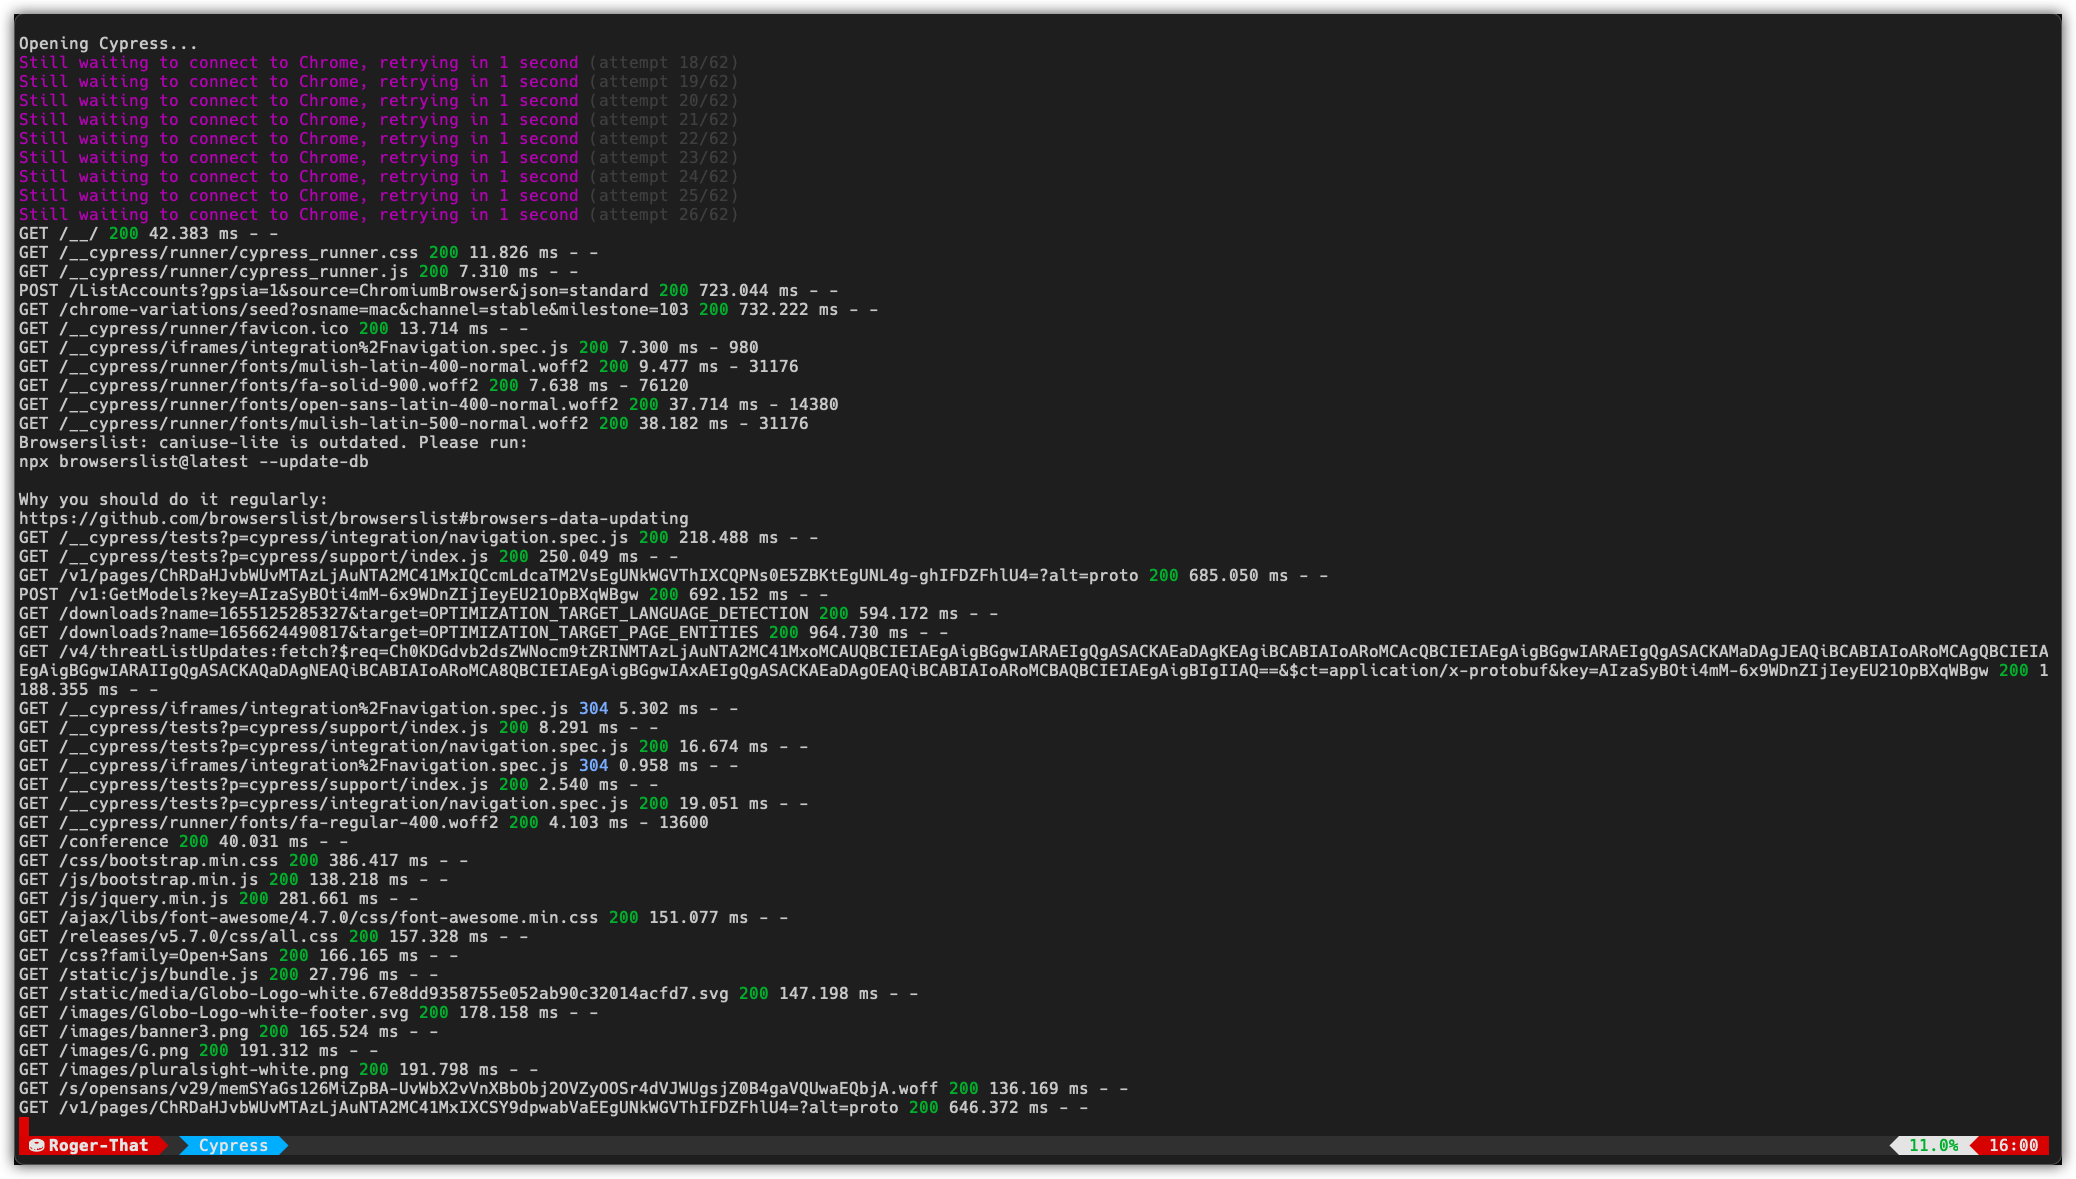 Opening Cypress...
Still waiting to connect to Chrome, retrying in 1 second (attempt 18/62)
Still waiting to connect to Chrome, retrying in 1 second (attempt 19/62)
Still waiting to connect to Chrome, retrying in 1 second (attempt 20/62)
Still waiting to connect to Chrome, retrying in 1 second (attempt 21/62)
Still waiting to connect to Chrome, retrying in 1 second (attempt 22/62)
Still waiting to connect to Chrome, retrying in 1 second (attempt 23/62)
Still waiting to connect to Chrome, retrying in 1 second (attempt 24/62)
Still waiting to connect to Chrome, retrying in 1 second (attempt 25/62)
Still waiting to connect to Chrome, retrying in 1 second (attempt 26/62)
GET /__/ 200 42.383 ms - -
GET /__cypress/runner/cypress_runner.css 200 11.826 ms - -
GET /__cypress/runner/cypress_runner.js 200 7.310 ms - -
POST /ListAccounts?gpsia=1&source=ChromiumBrowser&json=standard 200 723.044 ms - -
GET /chrome-variations/seed?osname=mac&channel=stable&milestone=103 200 732.222 ms - -
GET /__cypress/runner/favicon.ico 200 13.714 ms - -
GET /__cypress/iframes/integration%2Fnavigation.spec.js 200 7.300 ms - 980
GET /__cypress/runner/fonts/mulish-latin-400-normal.woff2 200 9.477 ms - 31176
GET /__cypress/runner/fonts/fa-solid-900.woff2 200 7.638 ms - 76120
GET /__cypress/runner/fonts/open-sans-latin-400-normal.woff2 200 37.714 ms - 14380
GET /__cypress/runner/fonts/mulish-latin-500-normal.woff2 200 38.182 ms - 31176
Browserslist: caniuse-lite is outdated. Please run:
npx browserslist@latest --update-db
Why you should do it regularly:
https://github.com/browserslist/browserslist#browsers-data-updating
GET /__cypress/tests?p=cypress/integration/navigation.spec.js 200 218.488 ms - -
GET /__cypress/tests?p=cypress/support/index.js 200 250.049 ms - -
GET /v1/pages/ChRDaHJvbWUvMTAzLjAuNTA2MC41MxIQCcmLdcaTM2VsEgUNkWGVThIXCQPNs0E5ZBKtEgUNL4g-ghIFDZFhlU4=?alt=proto 200 685.050 ms - -
POST /v1:GetModels?key=AIzaSyBOti4mM-6x9WDnZIjIeyEU21OpBXqWBgw 200 692.152 ms - -
GET /downloads?name=1655125285327&target=OPTIMIZATION_TARGET_LANGUAGE_DETECTION 200 594.172 ms - -
GET /downloads?name=1656624490817&target=OPTIMIZATION_TARGET_PAGE_ENTITIES 200 964.730 ms - -
GET /v4/threatListUpdates:fetch?$req=Ch0KDGdvb2dsZWNocm9tZRINMTAzLjAuNTA2MC41MxoMCAUQBCIEIAEgAigBGgwIARAEIgQgASACKAEaDAgKEAgiBCABIAIoARoMCAcQBCIEIAEgAigBGgwIARAEIgQgASACKAMaDAgJEAQiBCABIAIoARoMCAgQBCIEIA
EgAigBGgwIARAIIgQgASACKAQaDAgNEAQiBCABIAIoARoMCA8QBCIEIAEgAigBGgwIAxAEIgQgASACKAEaDAgOEAQiBCABIAIoARoMCBAQBCIEIAEgAigBIgIIAQ==&$ct=application/x-protobuf&key=AIzaSyBOti4mM-6x9WDnZIjIeyEU21OpBXqWBgw 200 1
188.355 ms - -
GET /__cypress/iframes/integration%2Fnavigation.spec.js 304 5.302 ms - -
GET /__cypress/tests?p=cypress/support/index.js 200 8.291 ms - -
GET /__cypress/tests?p=cypress/integration/navigation.spec.js 200 16.674 ms - -
GET /__cypress/iframes/integration%2Fnavigation.spec.js 304 0.958 ms - -
GET /__cypress/tests?p=cypress/support/index.js 200 2.540 ms - -
GET /__cypress/tests?p=cypress/integration/navigation.spec.js 200 19.051 ms - -
GET /__cypress/runner/fonts/fa-regular-400.woff2 200 4.103 ms - 13600
GET /conference 200 40.031 ms - -
GET /css/bootstrap.min.css 200 386.417 ms - -
GET /js/bootstrap.min.js 200 138.218 ms - -
GET /js/jquery.min.js 200 281.661 ms - -
GET /ajax/libs/font-awesome/4.7.0/css/font-awesome.min.css 200 151.077 ms - -
GET /releases/v5.7.0/css/all.css 200 157.328 ms - -
GET /css?family=Open+Sans 200 166.165 ms - -
GET /static/js/bundle.js 200 27.796 ms - -
GET /static/media/Globo-Logo-white.67e8dd9358755e052ab90c32014acfd7.svg 200 147.198 ms - -
GET /images/Globo-Logo-white-footer.svg 200 178.158 ms - -
GET /images/banner3.png 200 165.524 ms - -
GET /images/G.png 200 191.312 ms - -
GET /images/pluralsight-white.png 200 191.798 ms - -
GET /s/opensans/v29/memSYaGs126MiZpBA-UvWbX2vVnXBbObj2OVZyOOSr4dVJWUgsjZ0B4gaVQUwaEQbjA.woff 200 136.169 ms - -
GET /v1/pages/ChRDaHJvbWUvMTAzLjAuNTA2MC41MxIXCSY9dpwabVaEEgUNkWGVThIFDZFhlU4=?alt=proto 200 646.372 ms - -
Roger-That Cypress 11.0% 16:00